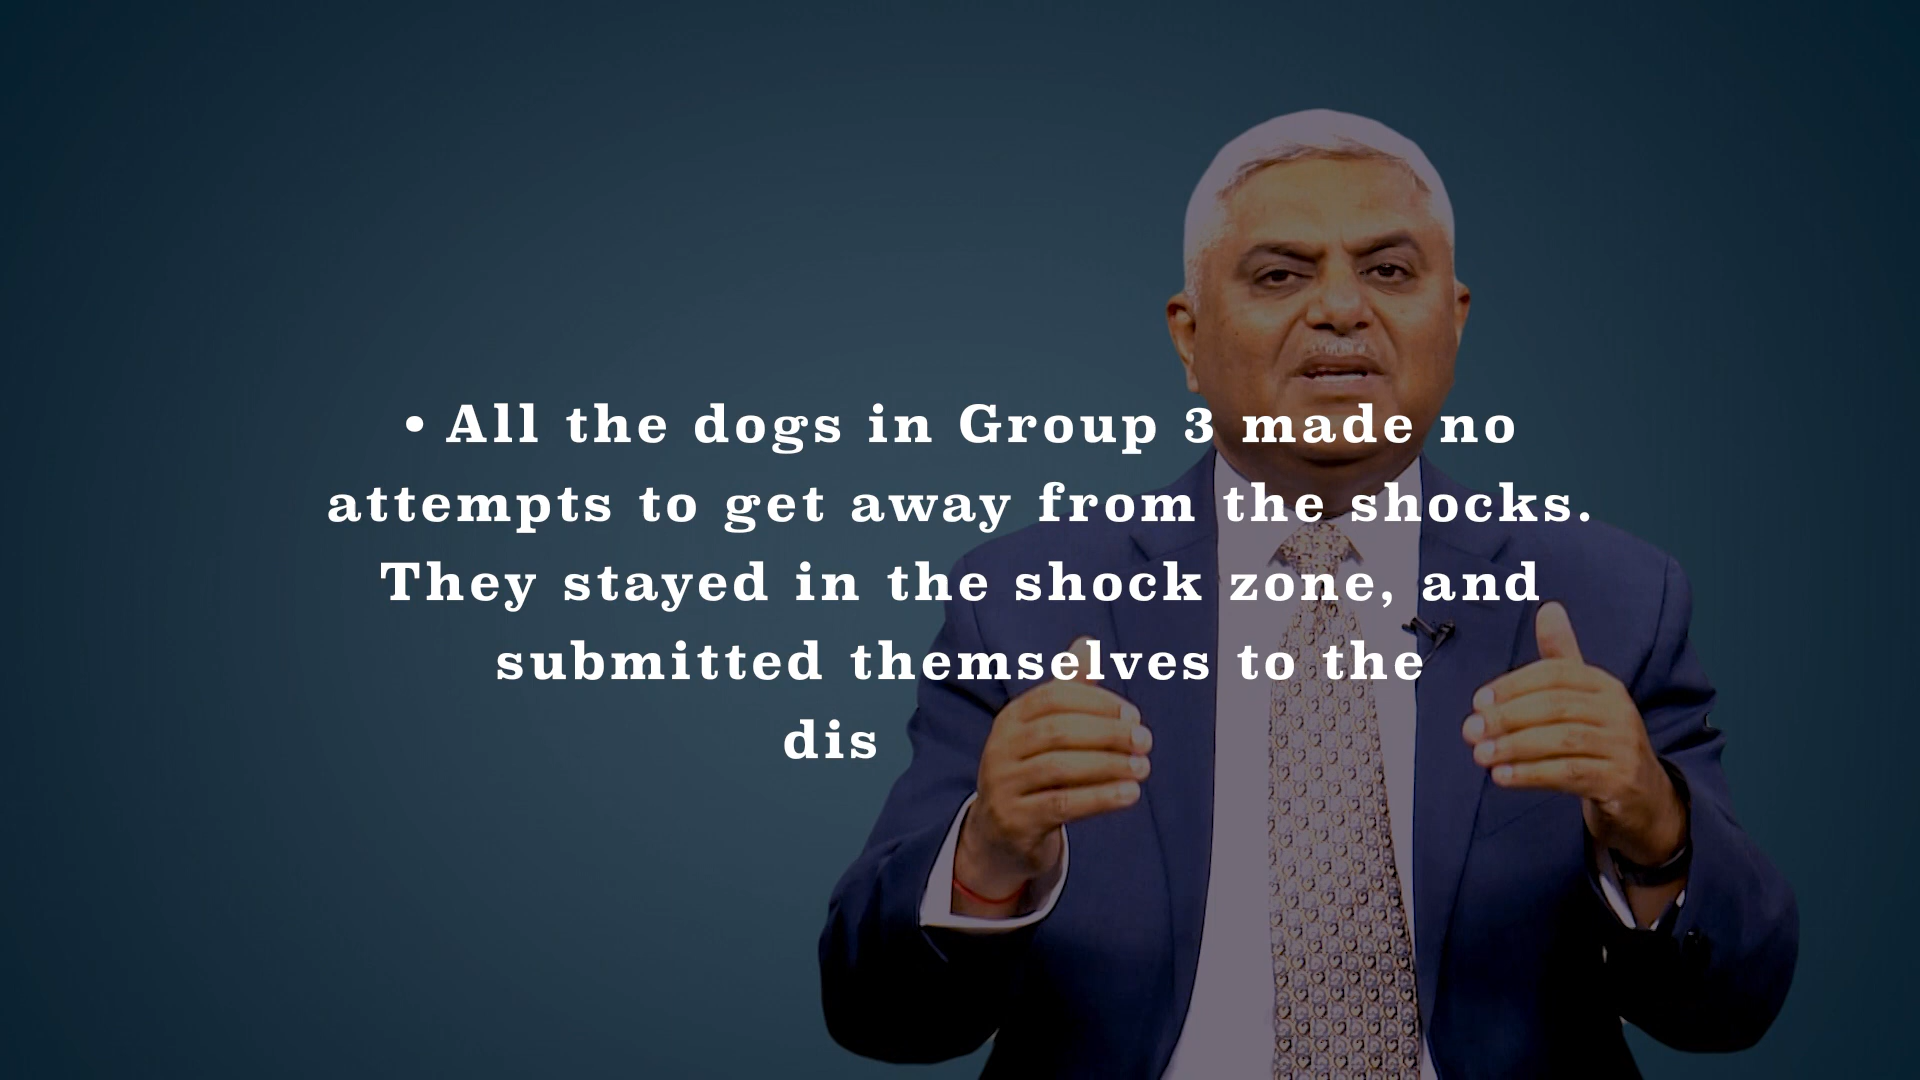 • All the dogs in Group 3 made no
attempts to get away from the shocks.
They stayed in the shock zone, and
submitted themselves to the
dis